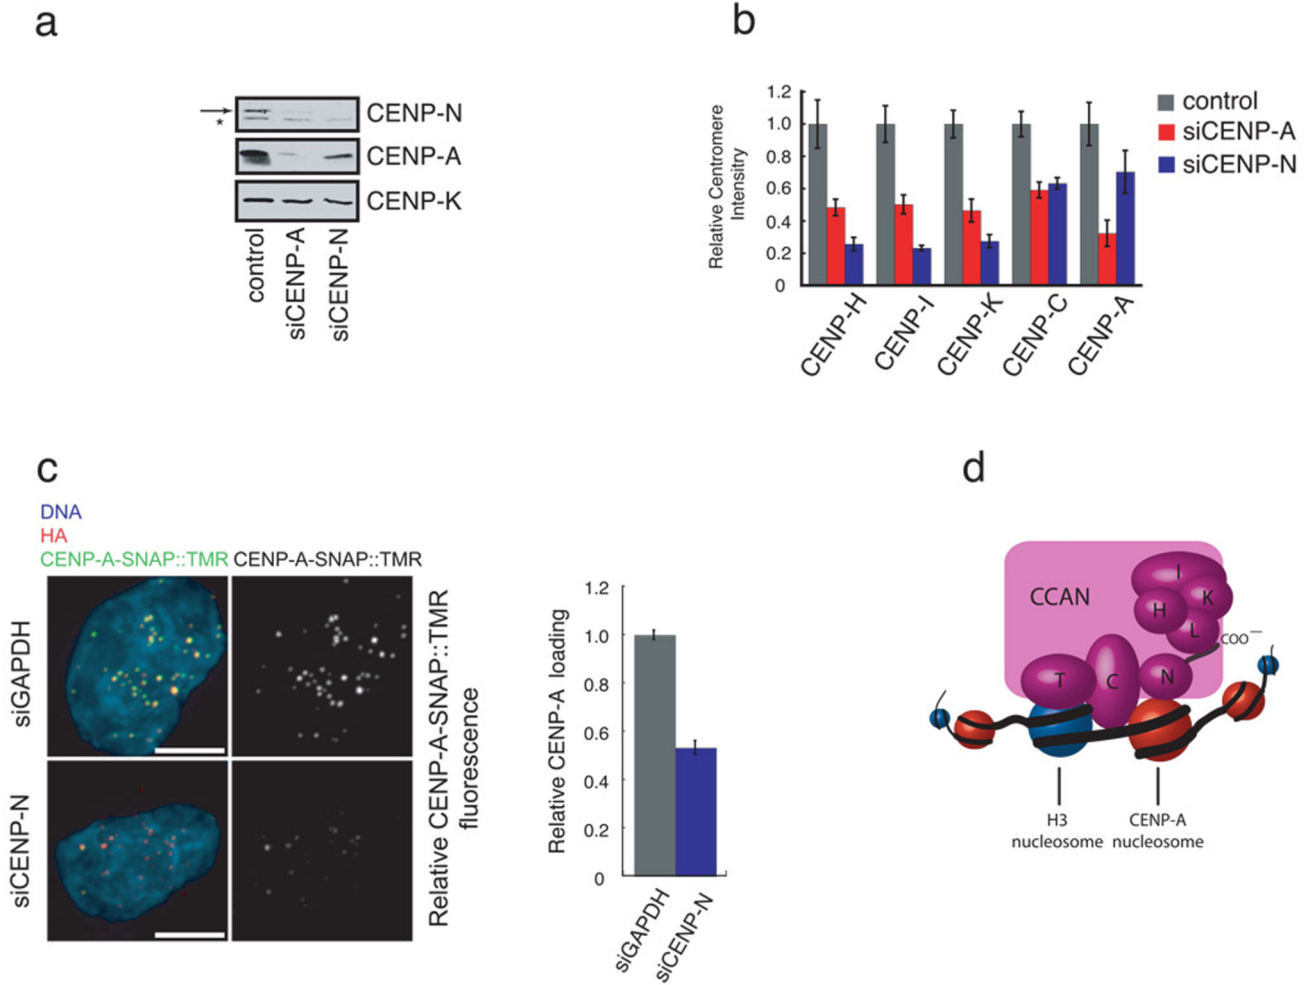 a
CENP-N
*
CENP-A
CENP-K
control
siCENP-A
siCENP-N
b
Relative Centromere
Intensitry
1.2
1.0
0.8
0.6
0.4
0.2
0
control
siCENP-A
siCENP-N
CENP-H
CENP-I
CENP-K
CENP-C
CENP-A
c
DNA
HA
CENP-A-SNAP::TMR CENP-A-SNAP::TMR
siGAPDH
siCENP-N
Relative CENP-A-SNAP::TMR
fluorescence
Relative CENP-A loading
1.2
1.0
0.8
0.6
0.4
0.2
0
siGAPDH
siCENP-N
d
CCAN
I
K
H
L
COO−
T
C
N
H3
nucleosome
CENP-A
nucleosome